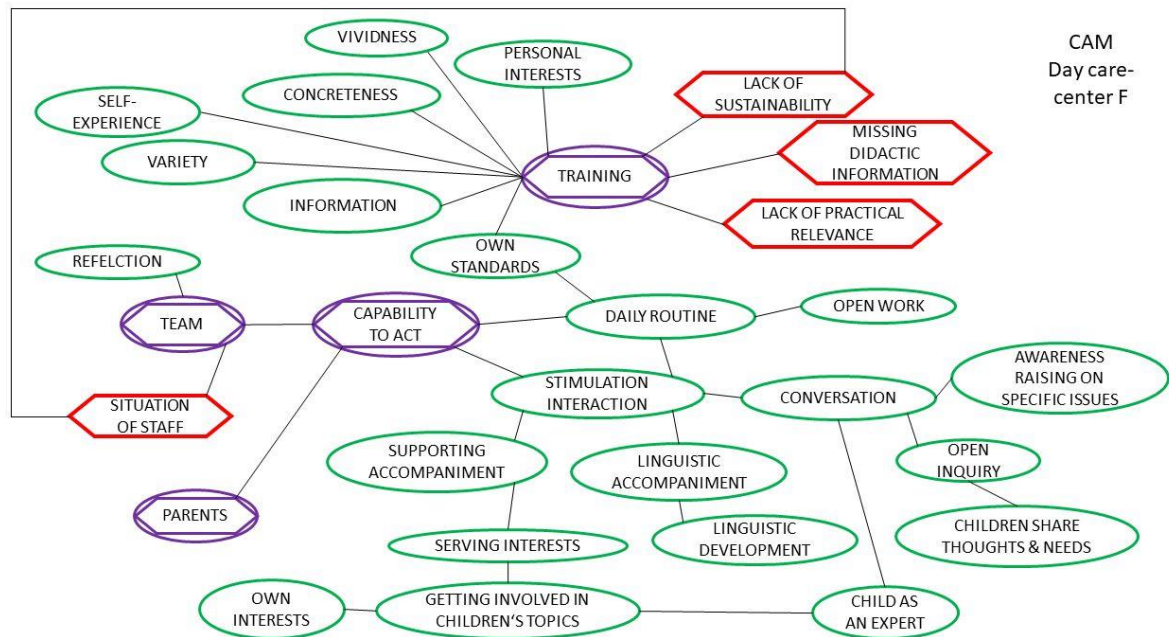 CAM
Day care-
center F
VIVIDNESS
PERSONAL
INTERESTS
LACK OF
SUSTAINABILITY
SELF-
EXPERIENCE
CONCRETENESS
MISSING
DIDACTIC
INFORMATION
VARIETY
TRAINING
INFORMATION
LACK OF PRACTICAL
RELEVANCE
OWN
STANDARDS
REFELCTION
TEAM
CAPABILITY
TO ACT
DAILY ROUTINE
OPEN WORK
AWARENESS
RAISING ON
SPECIFIC ISSUES
SITUATION
OF STAFF
STIMULATION
INTERACTION
CONVERSATION
SUPPORTING
ACCOMPANIMENT
LINGUISTIC
ACCOMPANIMENT
OPEN
INQUIRY
PARENTS
SERVING INTERESTS
LINGUISTIC
DEVELOPMENT
CHILDREN SHARE
THOUGHTS & NEEDS
OWN
INTERESTS
GETTING INVOLVED IN
CHILDREN'S TOPICS
CHILD AS
AN EXPERT